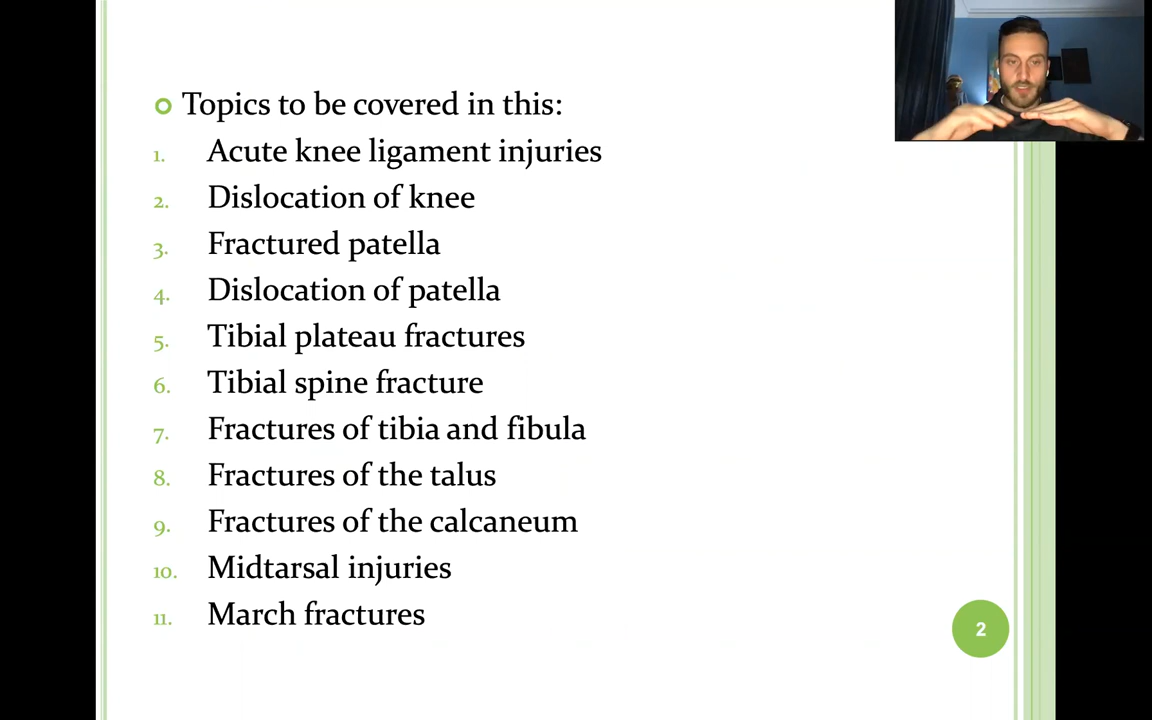 Topics to be covered in this:
1. Acute knee ligament injuries
2. Dislocation of knee
3. Fractured patella
4. Dislocation of patella
5. Tibial plateau fractures
6. Tibial spine fracture
7. Fractures of tibia and fibula
8. Fractures of the talus
9. Fractures of the calcaneum
10. Midtarsal injuries
11. March fractures
2